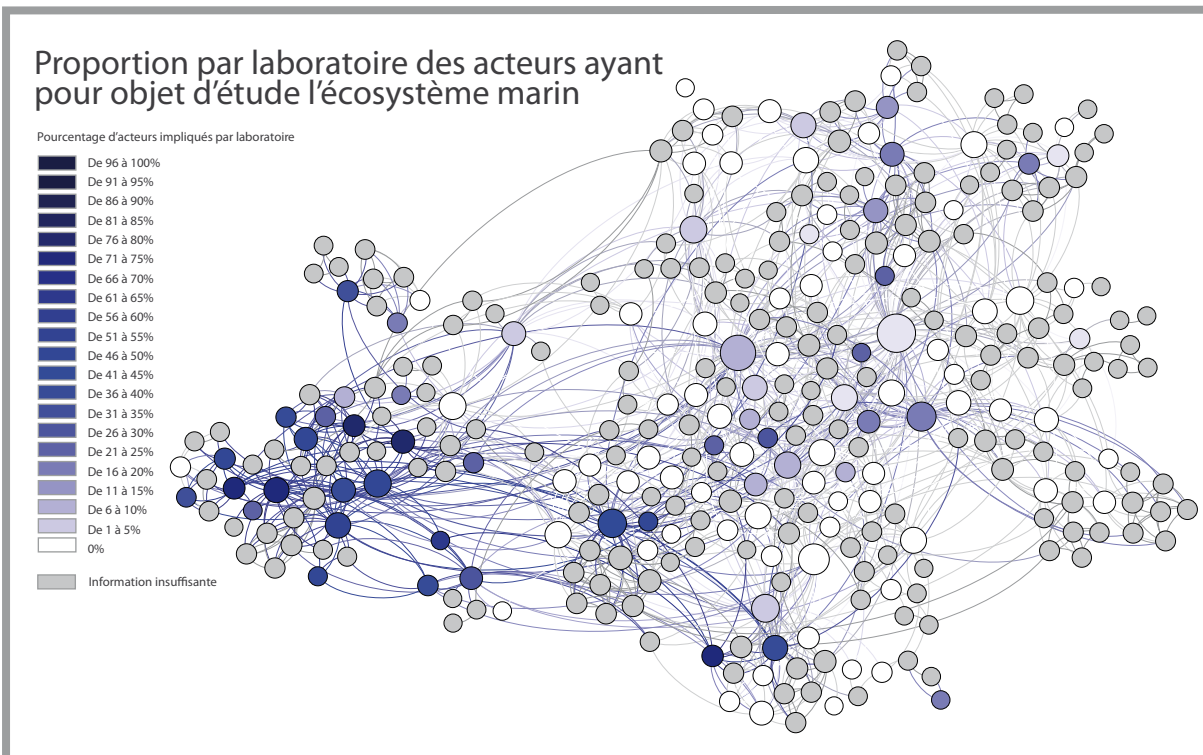 Proportion par laboratoire des acteurs ayant
pour objet d'étude l'écosystème marin
Pourcentage d'acteurs impliqués par laboratoire
De 96 à 100%
De 91 à 95%
De 86 à 90%
De 81 à 85%
De 76 à 80%
De 71 à 75%
De 66 à 70%
De 61 à 65%
De 56 à 60%
De 51 à 55%
De 46 à 50%
De 41 à 45%
De 36 à 40%
De 31 à 35%
De 26 à 30%
De 21 à 25%
De 16 à 20%
De 11 à 15%
De 6 à 10%
De 1 à 5%
0%
Information insuffisante